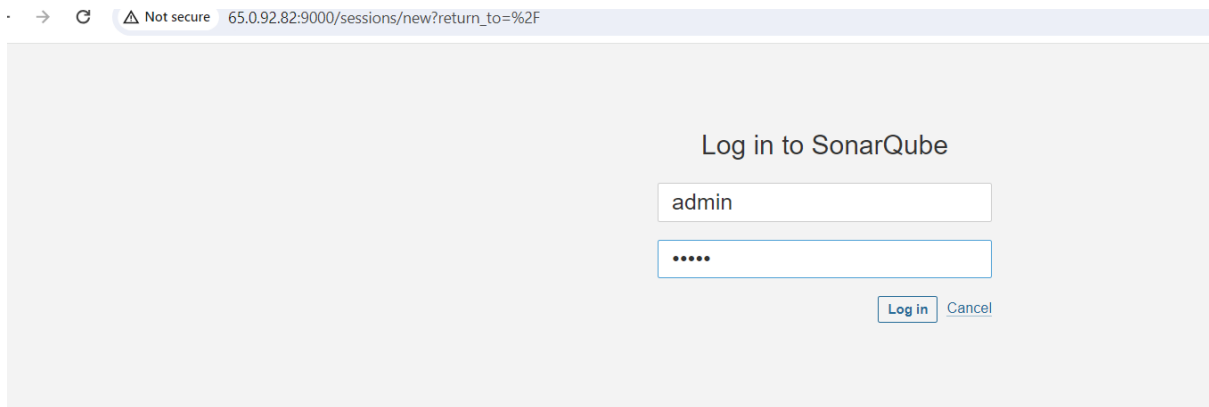 Not secure 65.0.92.82:9000/sessions/new?return_to=%2F
Log in to SonarQube
admin
•••••
Log in Cancel